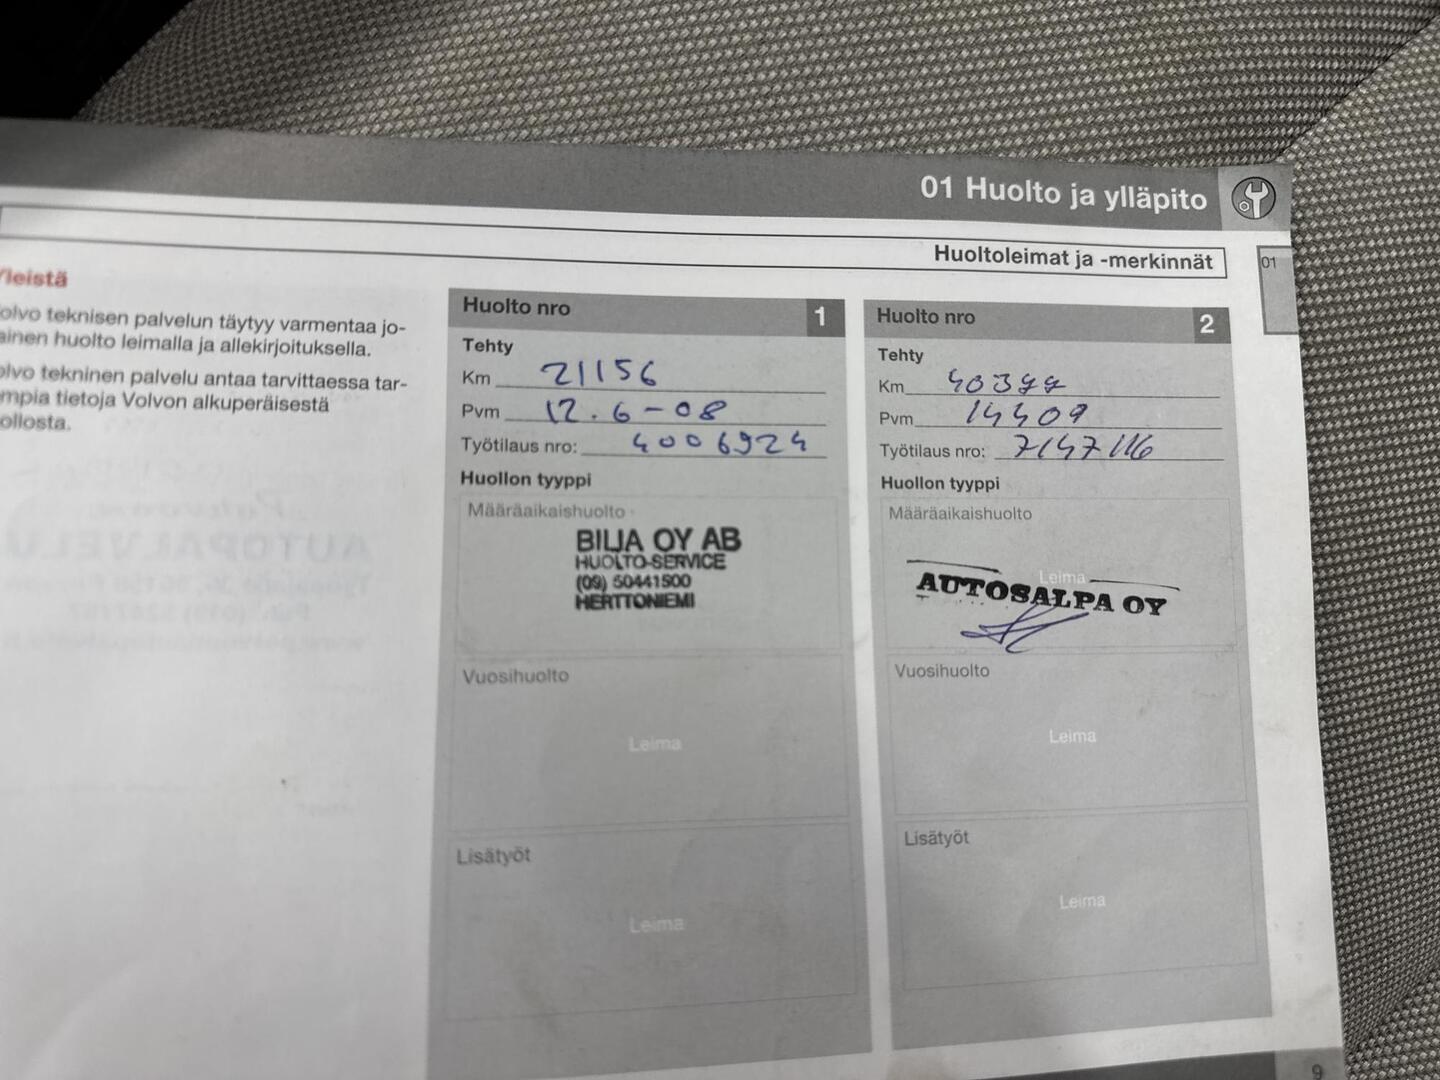 01 Huolto ja ylläpito
Huoltoleimat ja -merkinnät
01
Yleistä
olvo teknisen palvelun täytyy varmentaa jo-
ainen huolto leimalla ja allekirjoituksella.
olvo tekninen palvelu antaa tarvittaessa tar-
mpia tietoja Volvon alkuperäisestä
ollosta.
Huolto nro 1
Tehty
Km 21156
Pvm 12.6-08
Työtilaus nro: 4006924
Huollon tyyppi
Määräaikaishuolto
BILIA OY AB
HUOLTO-SERVICE
(09) 50441500
HERTTONIEMI
Vuosihuolto
Leima
Lisätyöt
Leima
Huolto nro 2
Tehty
Km
Pvm 14409
Työtilaus nro:
Huollon tyyppi
Määräaikaishuolto
Leima
AUTOSALPA OY
Vuosihuolto
Leima
Lisätyöt
Leima
9